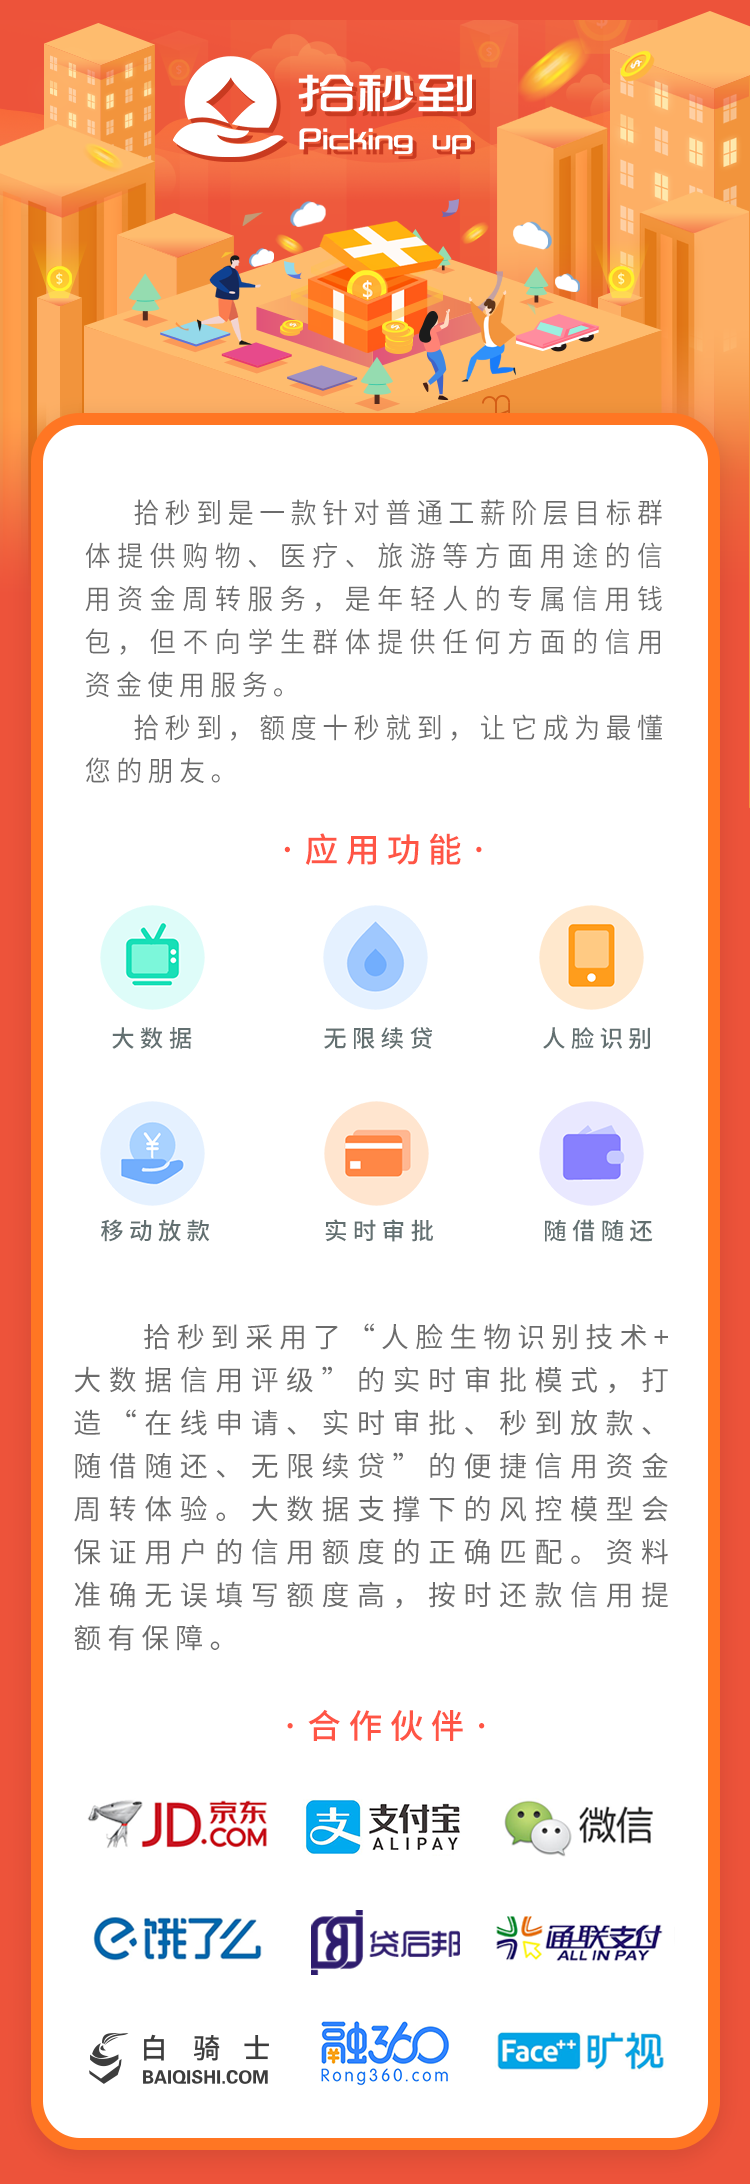 拾秒到
Picking up
拾秒到是一款针对普通工薪阶层目标群
体提供购物、医疗、旅游等方面用途的信
用资金周转服务，是年轻人的专属信用钱
包，但不向学生群体提供任何方面的信用
资金使用服务。
拾秒到，额度十秒就到，让它成为最懂
您的朋友。
·应用功能·
大数据
无限续贷
人脸识别
移动放款
实时审批
随借随还
拾秒到采用了“人脸生物识别技术+
大数据信用评级”的实时审批模式，打
造“在线申请、实时审批、秒到放款、
随借随还、无限续贷”的便捷信用资金
周转体验。大数据支撑下的风控模型会
保证用户的信用额度的正确匹配。资料
准确无误填写额度高，按时还款信用提
额有保障。
·合作伙伴·
JD.京东
.COM
支 支付宝
ALIPAY
微信
e 饿了么
贷后邦
通联支付
ALL IN PAY
白骑士
BAIQISHI.COM
融360
Rong360.com
Face++ 旷视